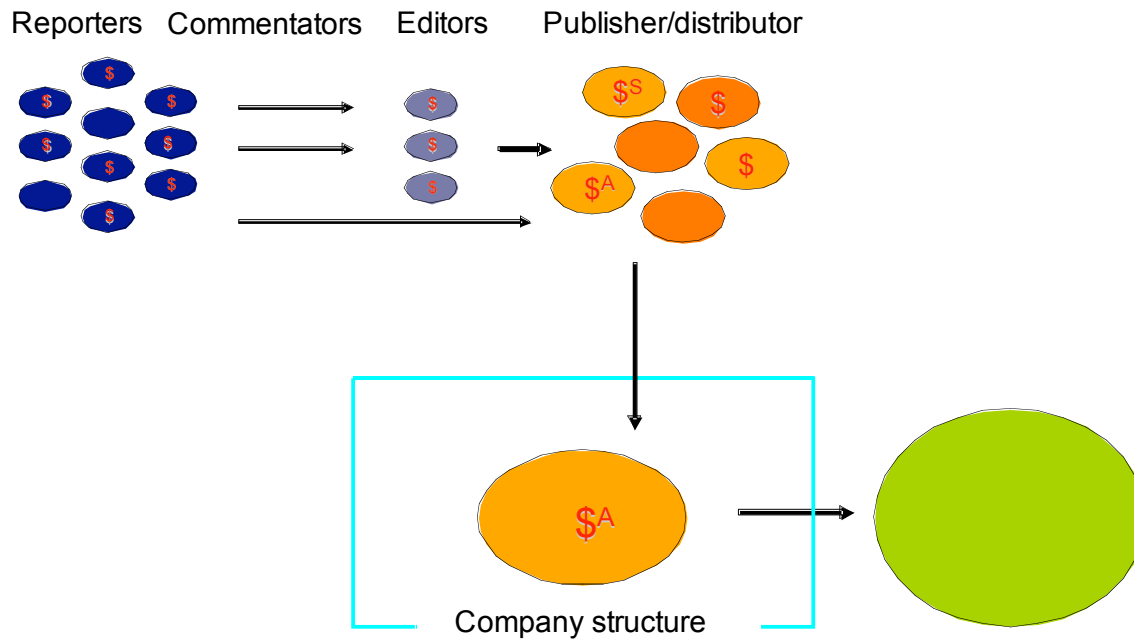 Reporters Commentators Editors Publisher/distributor
$ $ $ $ $ $ $ $
$ $ $
$S $ $ $A
$A
Company structure